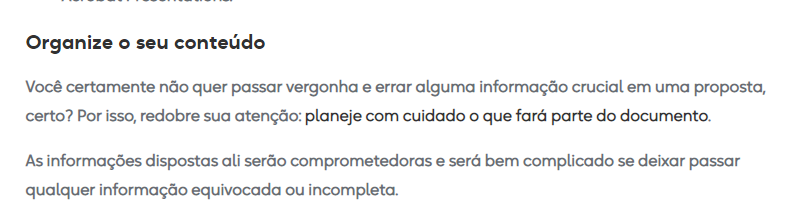 Organize o seu conteúdo
Você certamente não quer passar vergonha e errar alguma informação crucial em uma proposta,
certo? Por isso, redobre sua atenção: planeje com cuidado o que fará parte do documento.
As informações dispostas ali serão comprometedoras e será bem complicado se deixar passar
qualquer informação equivocada ou incompleta.